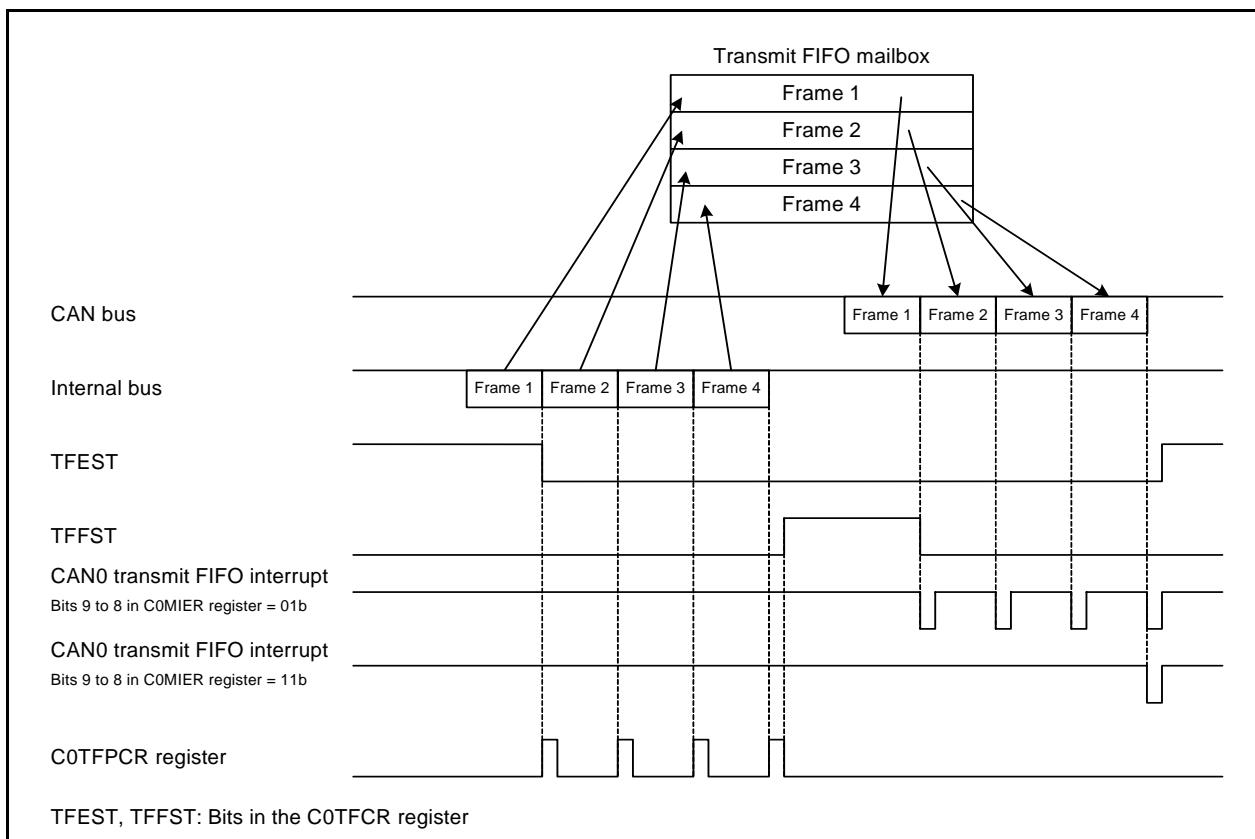 Transmit FIFO mailbox
Frame 1
Frame 2
Frame 3
Frame 4
CAN bus
Frame 1 Frame 2 Frame 3 Frame 4
Internal bus
Frame 1 Frame 2 Frame 3 Frame 4
TFEST
TFFST
CAN0 transmit FIFO interrupt
Bits 9 to 8 in C0MIER register = 01b
CAN0 transmit FIFO interrupt
Bits 9 to 8 in C0MIER register = 11b
C0TFPCR register
TFEST, TFFST: Bits in the C0TFCR register